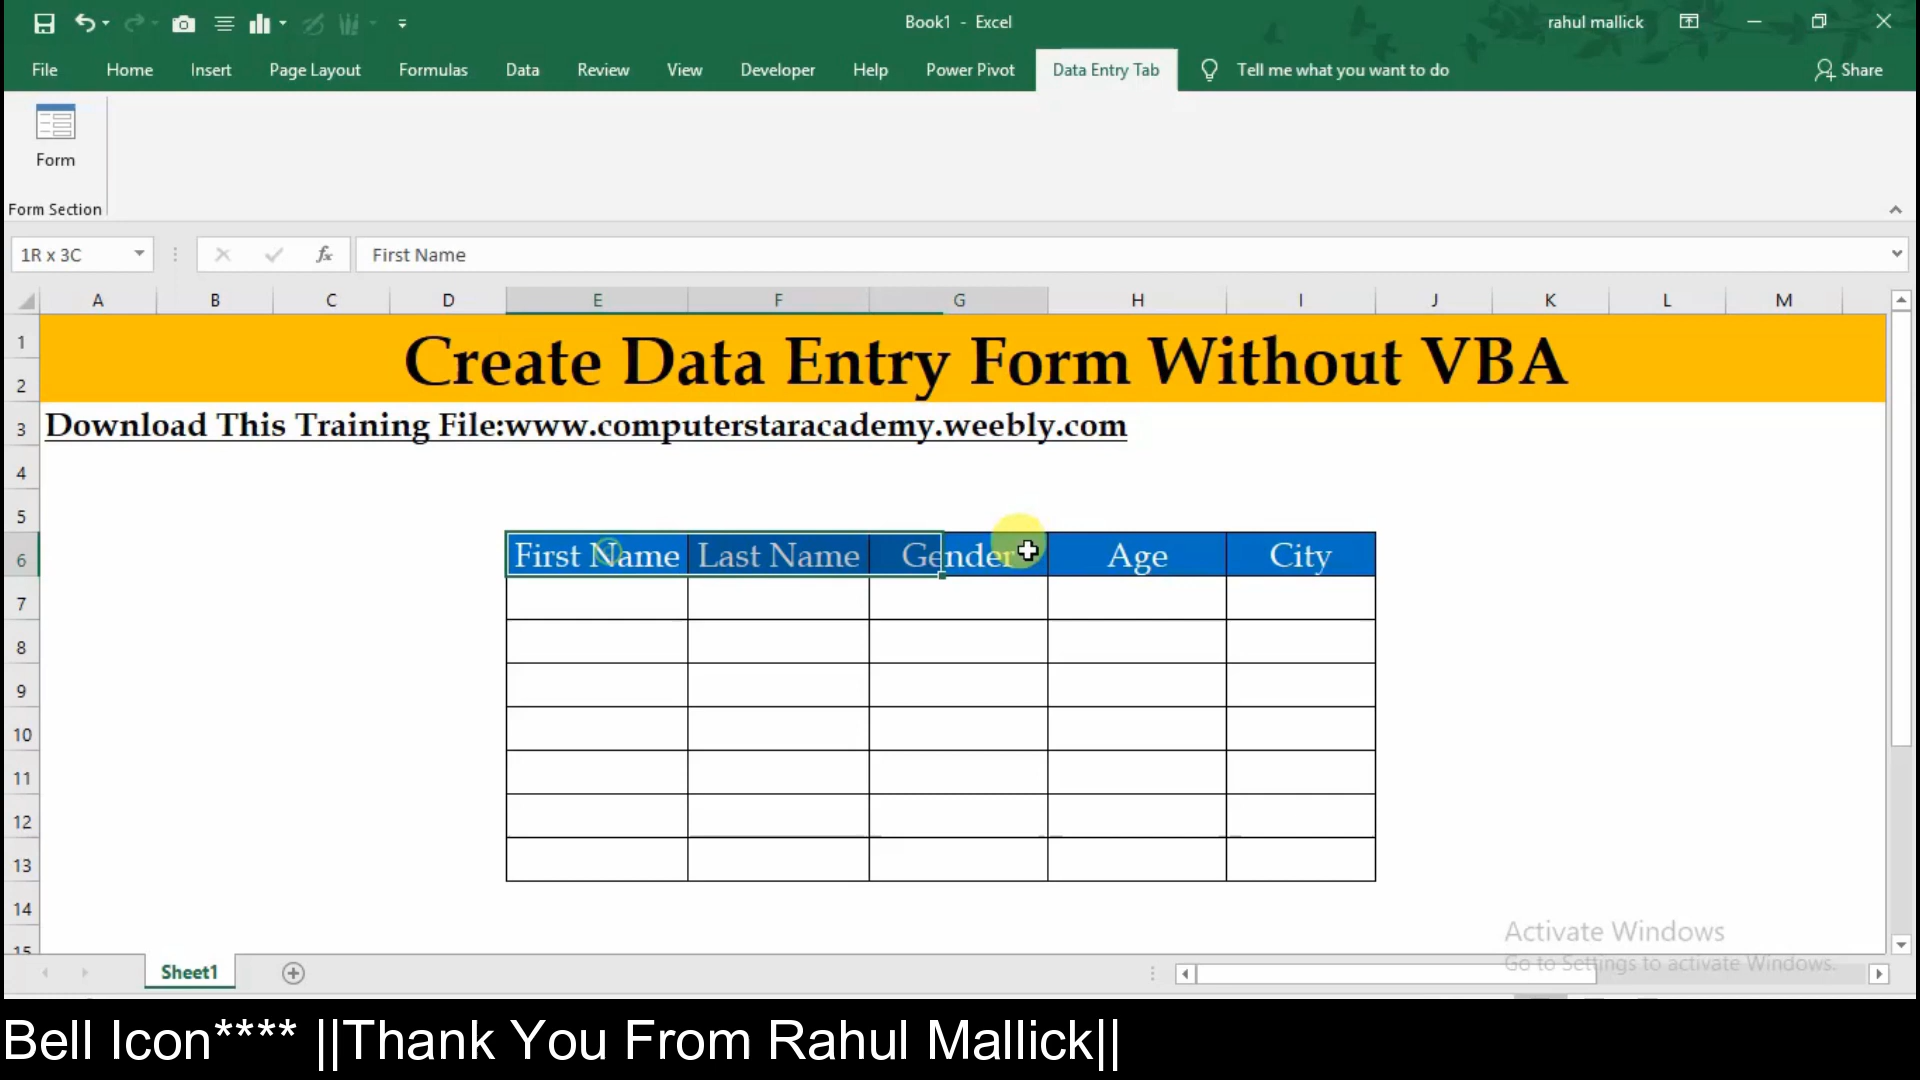 Book1 - Excel
rahul mallick
File Home Insert Page Layout Formulas Data Review View Developer Help Power Pivot Data Entry Tab Tell me what you want to do Share
Form
Form Section
1R x 3C fx First Name
A B C D E F G H I J K L M
1 Create Data Entry Form Without VBA
2
3 Download This Training File:www.computerstaracademy.weebly.com
4
5
6 First Name Last Name Gender Age City
7
8
9
10
11
12
13
14
15
Activate Windows
Go to Settings to activate Windows.
Sheet1
Bell Icon**** ||Thank You From Rahul Mallick||